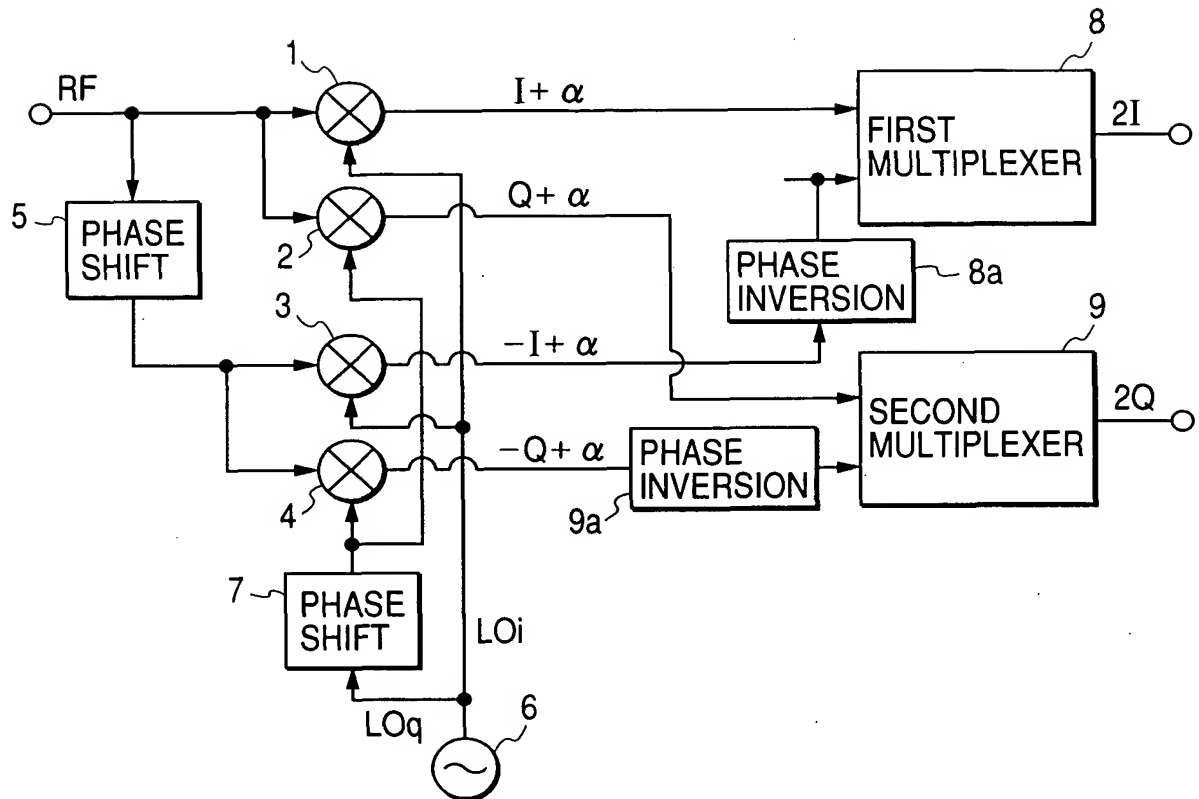 8
1
RF
I+ α
2I
FIRST
MULTIPLEXER
Q+ α
5
PHASE
SHIFT
2
PHASE
INVERSION
8a
3
-I+ α
9
2Q
SECOND
MULTIPLEXER
-Q+ α
PHASE
INVERSION
4
9a
7
PHASE
SHIFT
LOi
LOq
6